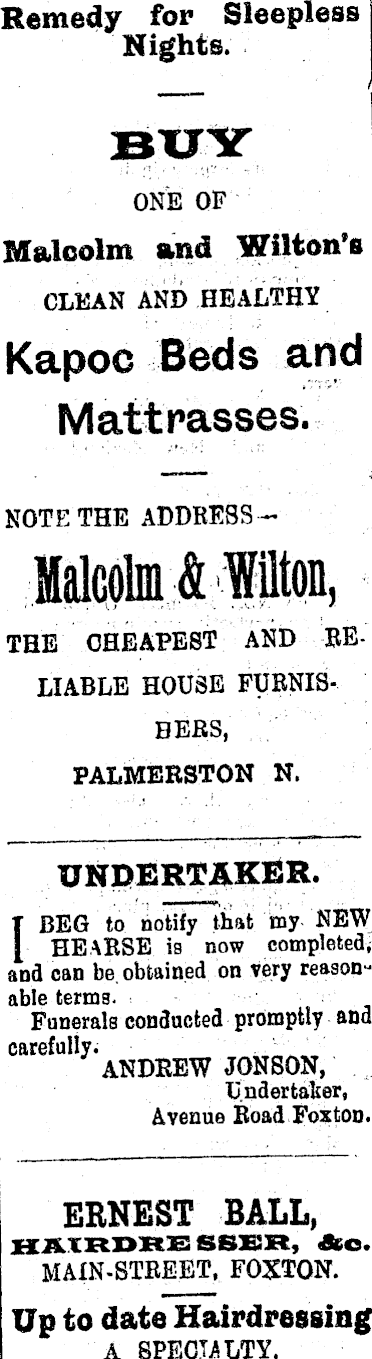 Remedy for Sleepless
Nights.
BUY
ONE OF
Malcolm and Wilton's
CLEAN AND HEALTHY
Kapoc Beds and
Mattrasses.
NOTE THE ADDRESS—
Malcolm & Wilton,
THE CHEAPEST AND RE-
LIABLE HOUSE FURNIS-
HERS,
PALMERSTON N.
UNDERTAKER.
I BEG to notify that my NEW
HEARSE is now completed,
and can be obtained on very reason-
able terms.
Funerals conducted promptly and
carefully.
ANDREW JONSON,
Undertaker,
Avenue Road Foxton.
ERNEST BALL,
HAIRDRESSER, &c.
MAIN-STREET, FOXTON.
Up to date Hairdressing
A SPECIALTY.